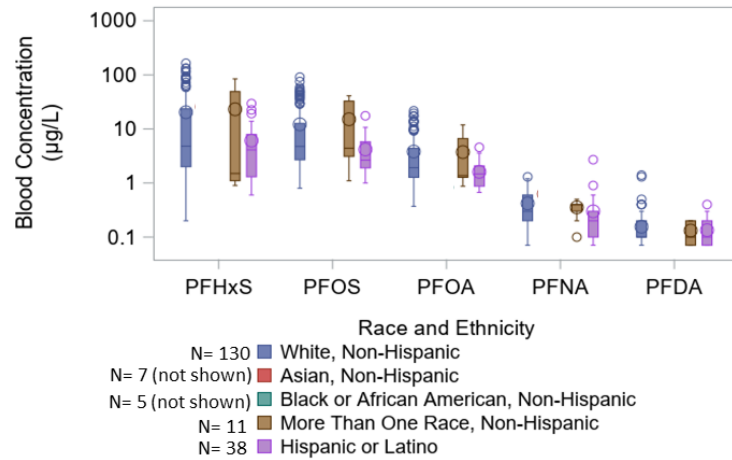 Blood Concentration
(µg/L)
1000
100
10
1
0.1
PFHxS PFOS PFOA PFNA PFDA
Race and Ethnicity
N= 130 White, Non-Hispanic
N= 7 (not shown) Asian, Non-Hispanic
N= 5 (not shown) Black or African American, Non-Hispanic
N= 11 More Than One Race, Non-Hispanic
N= 38 Hispanic or Latino